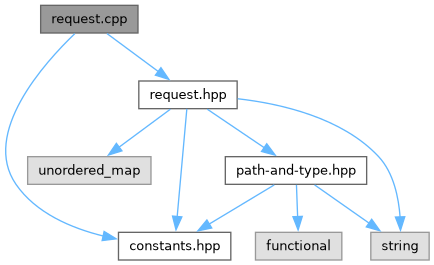 request.cpp
request.hpp
unordered_map
path-and-type.hpp
constants.hpp
functional
string